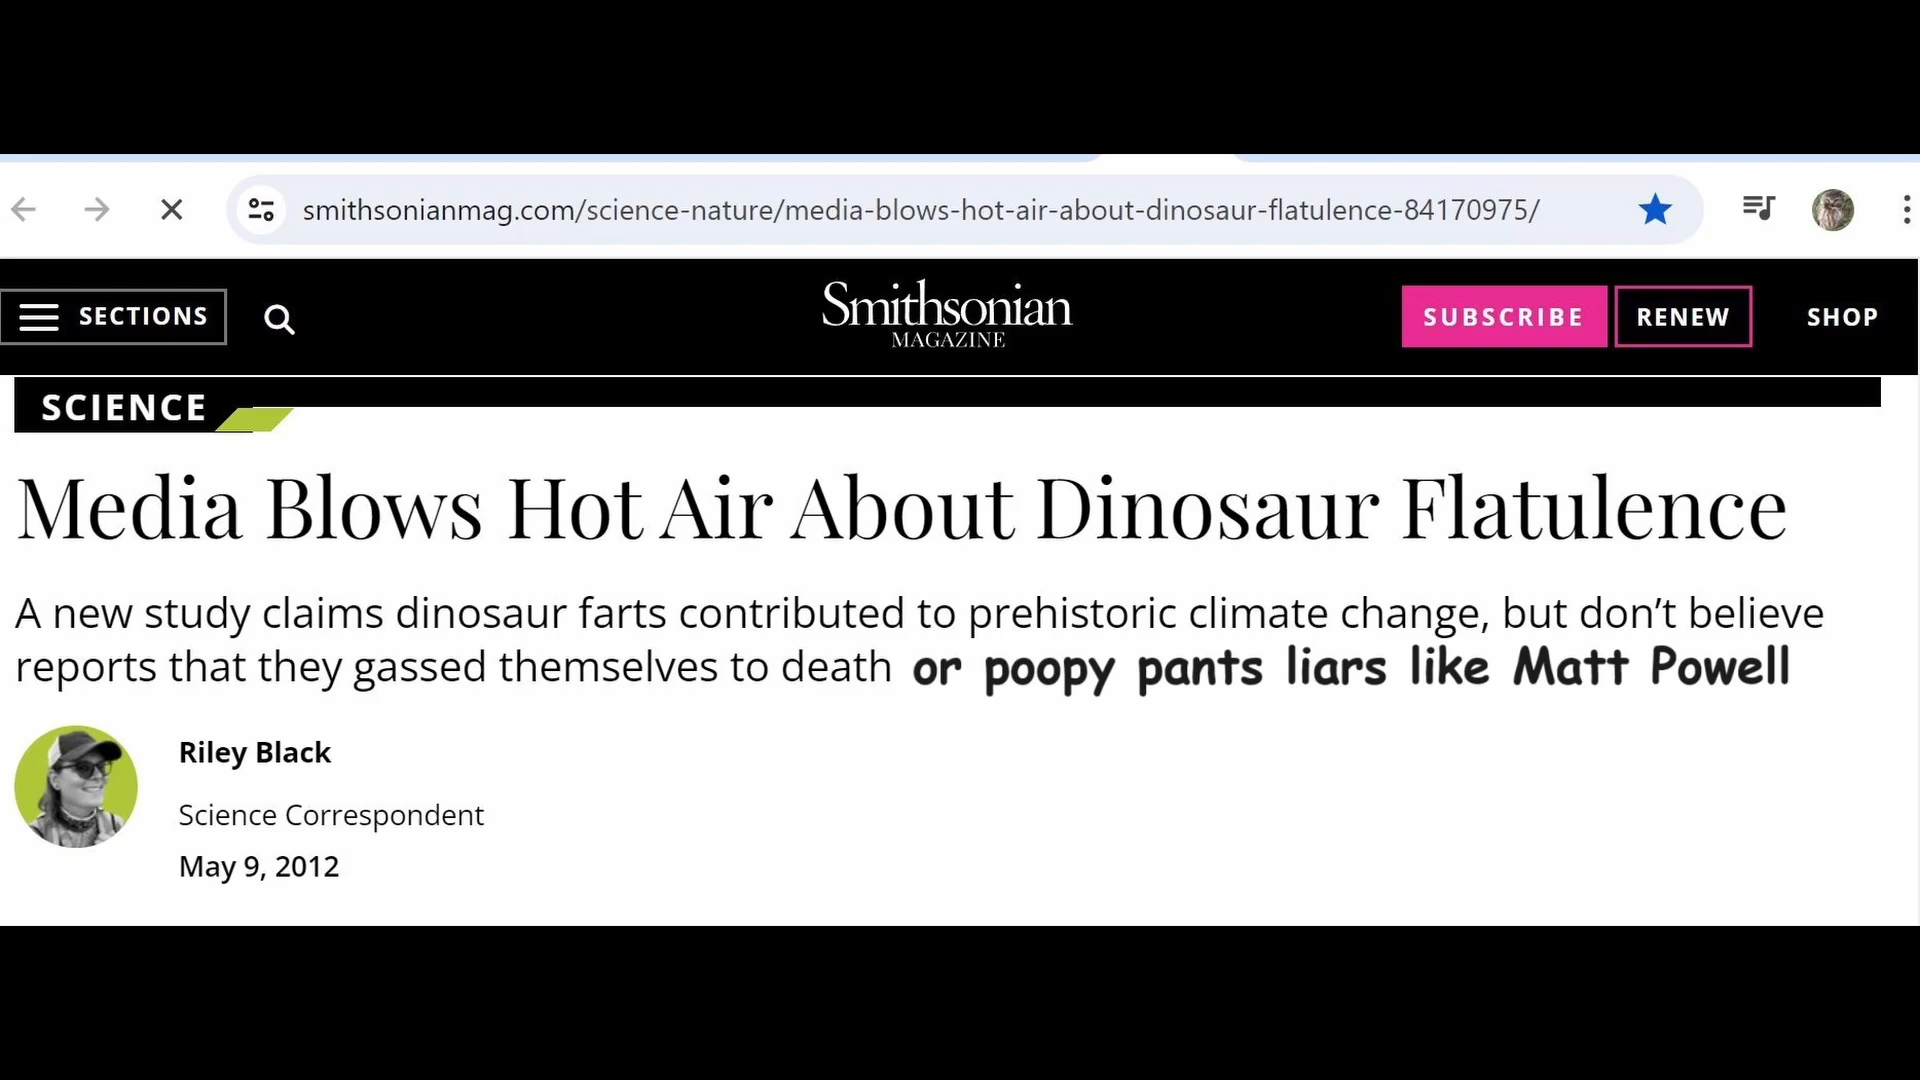 smithsonianmag.com/science-nature/media-blows-hot-air-about-dinosaur-flatulence-84170975/
SECTIONS
Smithsonian
MAGAZINE
SUBSCRIBE
RENEW
SHOP
SCIENCE
Media Blows Hot Air About Dinosaur Flatulence
A new study claims dinosaur farts contributed to prehistoric climate change, but don’t believe
reports that they gassed themselves to death or poopy pants liars like Matt Powell
Riley Black
Science Correspondent
May 9, 2012